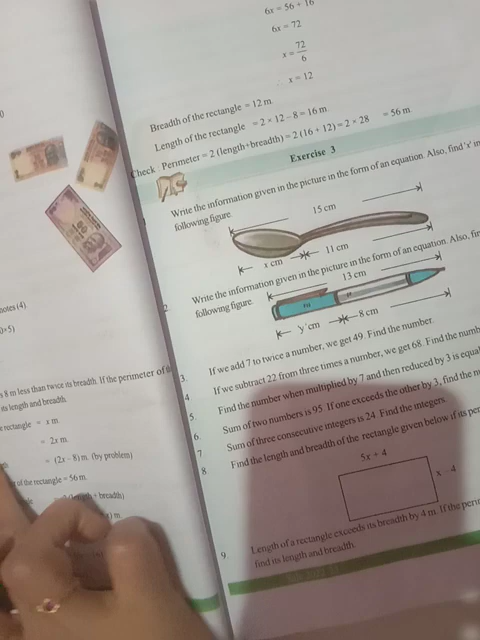 6x = 56 + 16
6x = 72
x = 72/6
∴ x = 12
Breadth of the rectangle = 12 m
Length of the rectangle = 2 × 12 – 8 = 16 m
Check Perimeter = 2 (length+breadth) = 2 (16 + 12) = 2 × 28 = 56 m
Exercise 3
1. Write the information given in the picture in the form of an equation. Also, find 'x' in
following figure.
15 cm
x cm
11 cm
2. Write the information given in the picture in the form of an equation. Also,
following figure.
13 cm
'y' cm
8 cm
3. If we add 7 to twice a number, we get 49. Find the number.
4. If we subtract 22 from three times a number, we get 68. Find the
5. Find the number when multiplied by 7 and then reduced by 3 is
6. Sum of two numbers is 95. If one exceeds the other by 3, find the
7. Sum of three consecutive integers is 24. Find the integers.
8. Find the length and breadth of the rectangle given below if its
5x + 4
x – 4
9. Length of a rectangle exceeds its breadth by 4 m. If the
find its length and breadth.
100
notes (4)
×5)
8 m less than twice its breadth. If the perimeter of
its length and breadth.
rectangle = x m.
= 2x m.
= (2x – 8) m. (by problem)
of the rectangle = 56 m.
breadth)
m